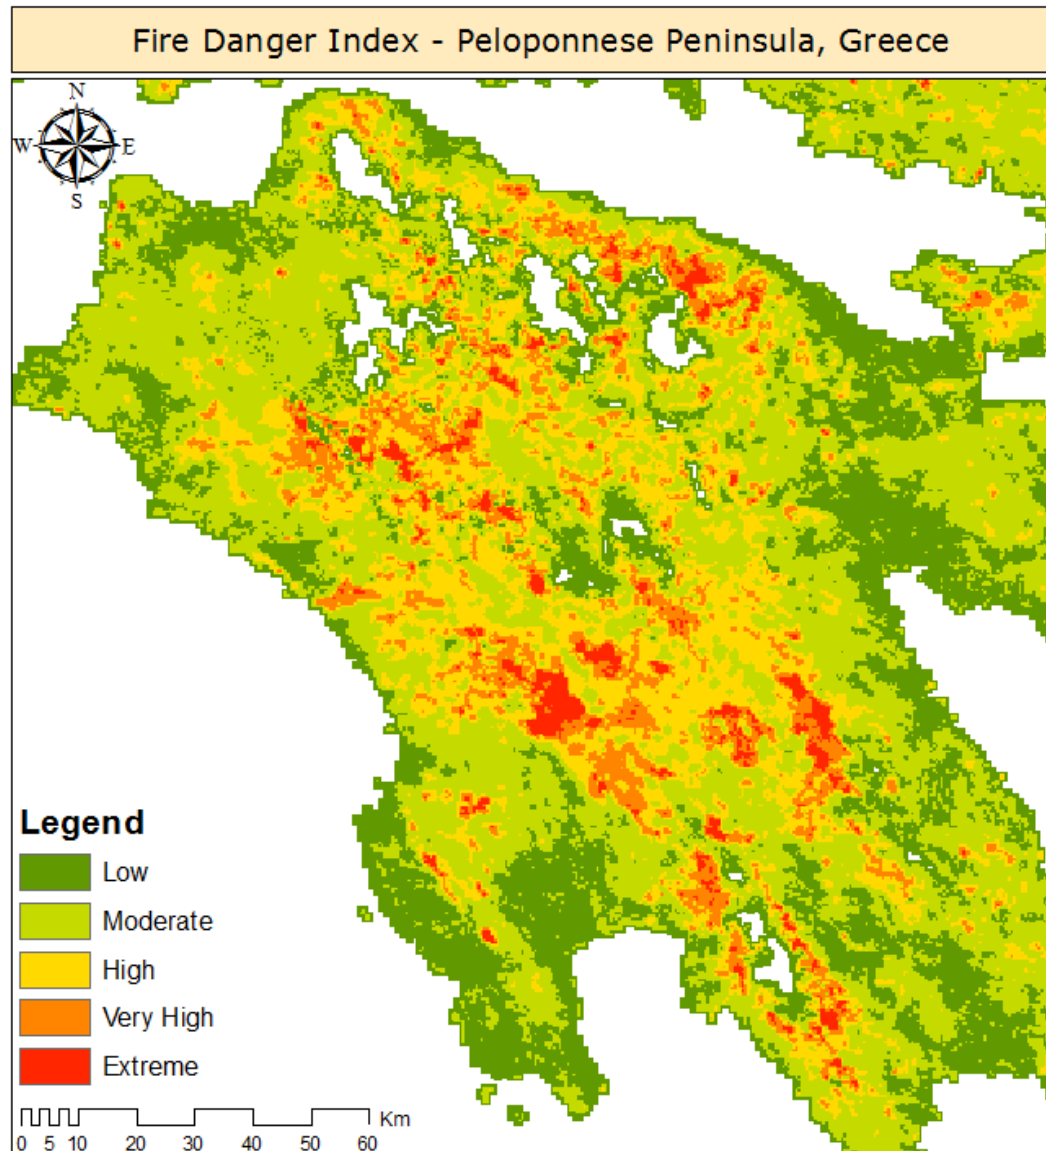 Fire Danger Index - Peloponnese Peninsula, Greece
N
W E
S
Legend
Low
Moderate
High
Very High
Extreme
Km
0 5 10 20 30 40 50 60